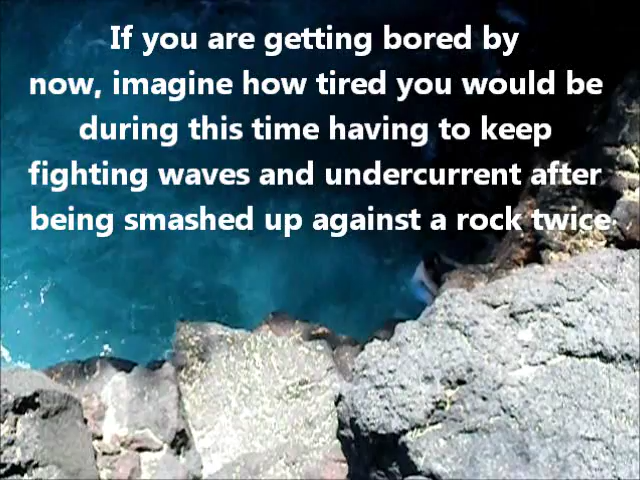 If you are getting bored by
now, imagine how tired you would be
during this time having to keep
fighting waves and undercurrent after
being smashed up against a rock twice.